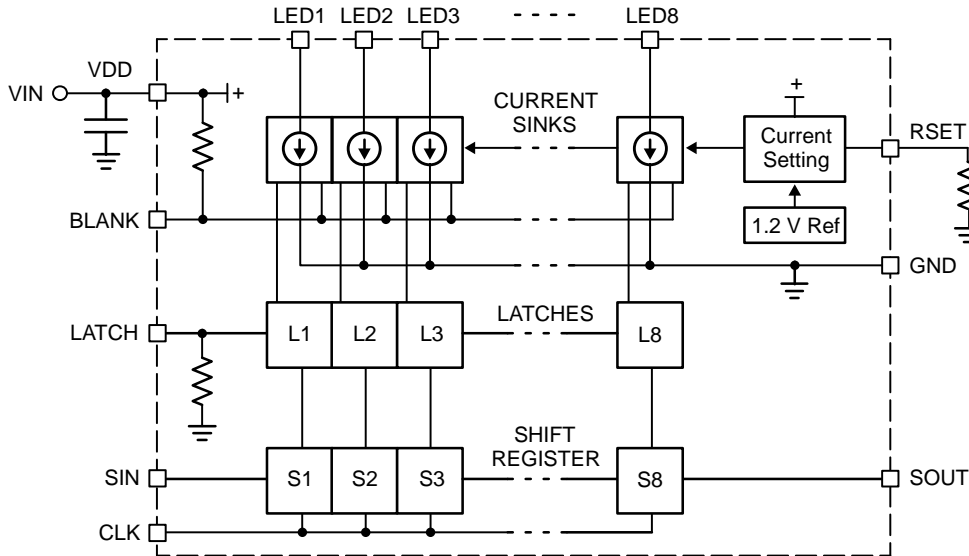 LED1 LED2 LED3 LED8
VDD
VIN
CURRENT
SINKS
Current
Setting
RSET
BLANK
1.2 V Ref
GND
LATCH
L1 L2 L3 LATCHES L8
SHIFT
REGISTER
SIN S1 S2 S3 S8 SOUT
CLK